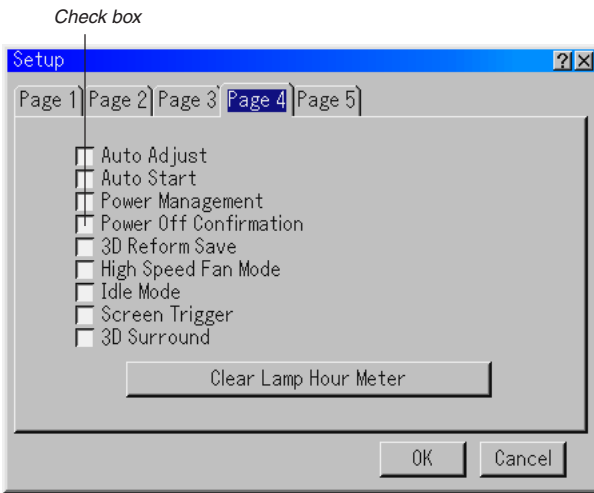 Check box
Setup ? ×
Page 1 Page 2 Page 3 Page 4 Page 5
Auto Adjust
Auto Start
Power Management
Power Off Confirmation
3D Reform Save
High Speed Fan Mode
Idle Mode
Screen Trigger
3D Surround
Clear Lamp Hour Meter
OK Cancel